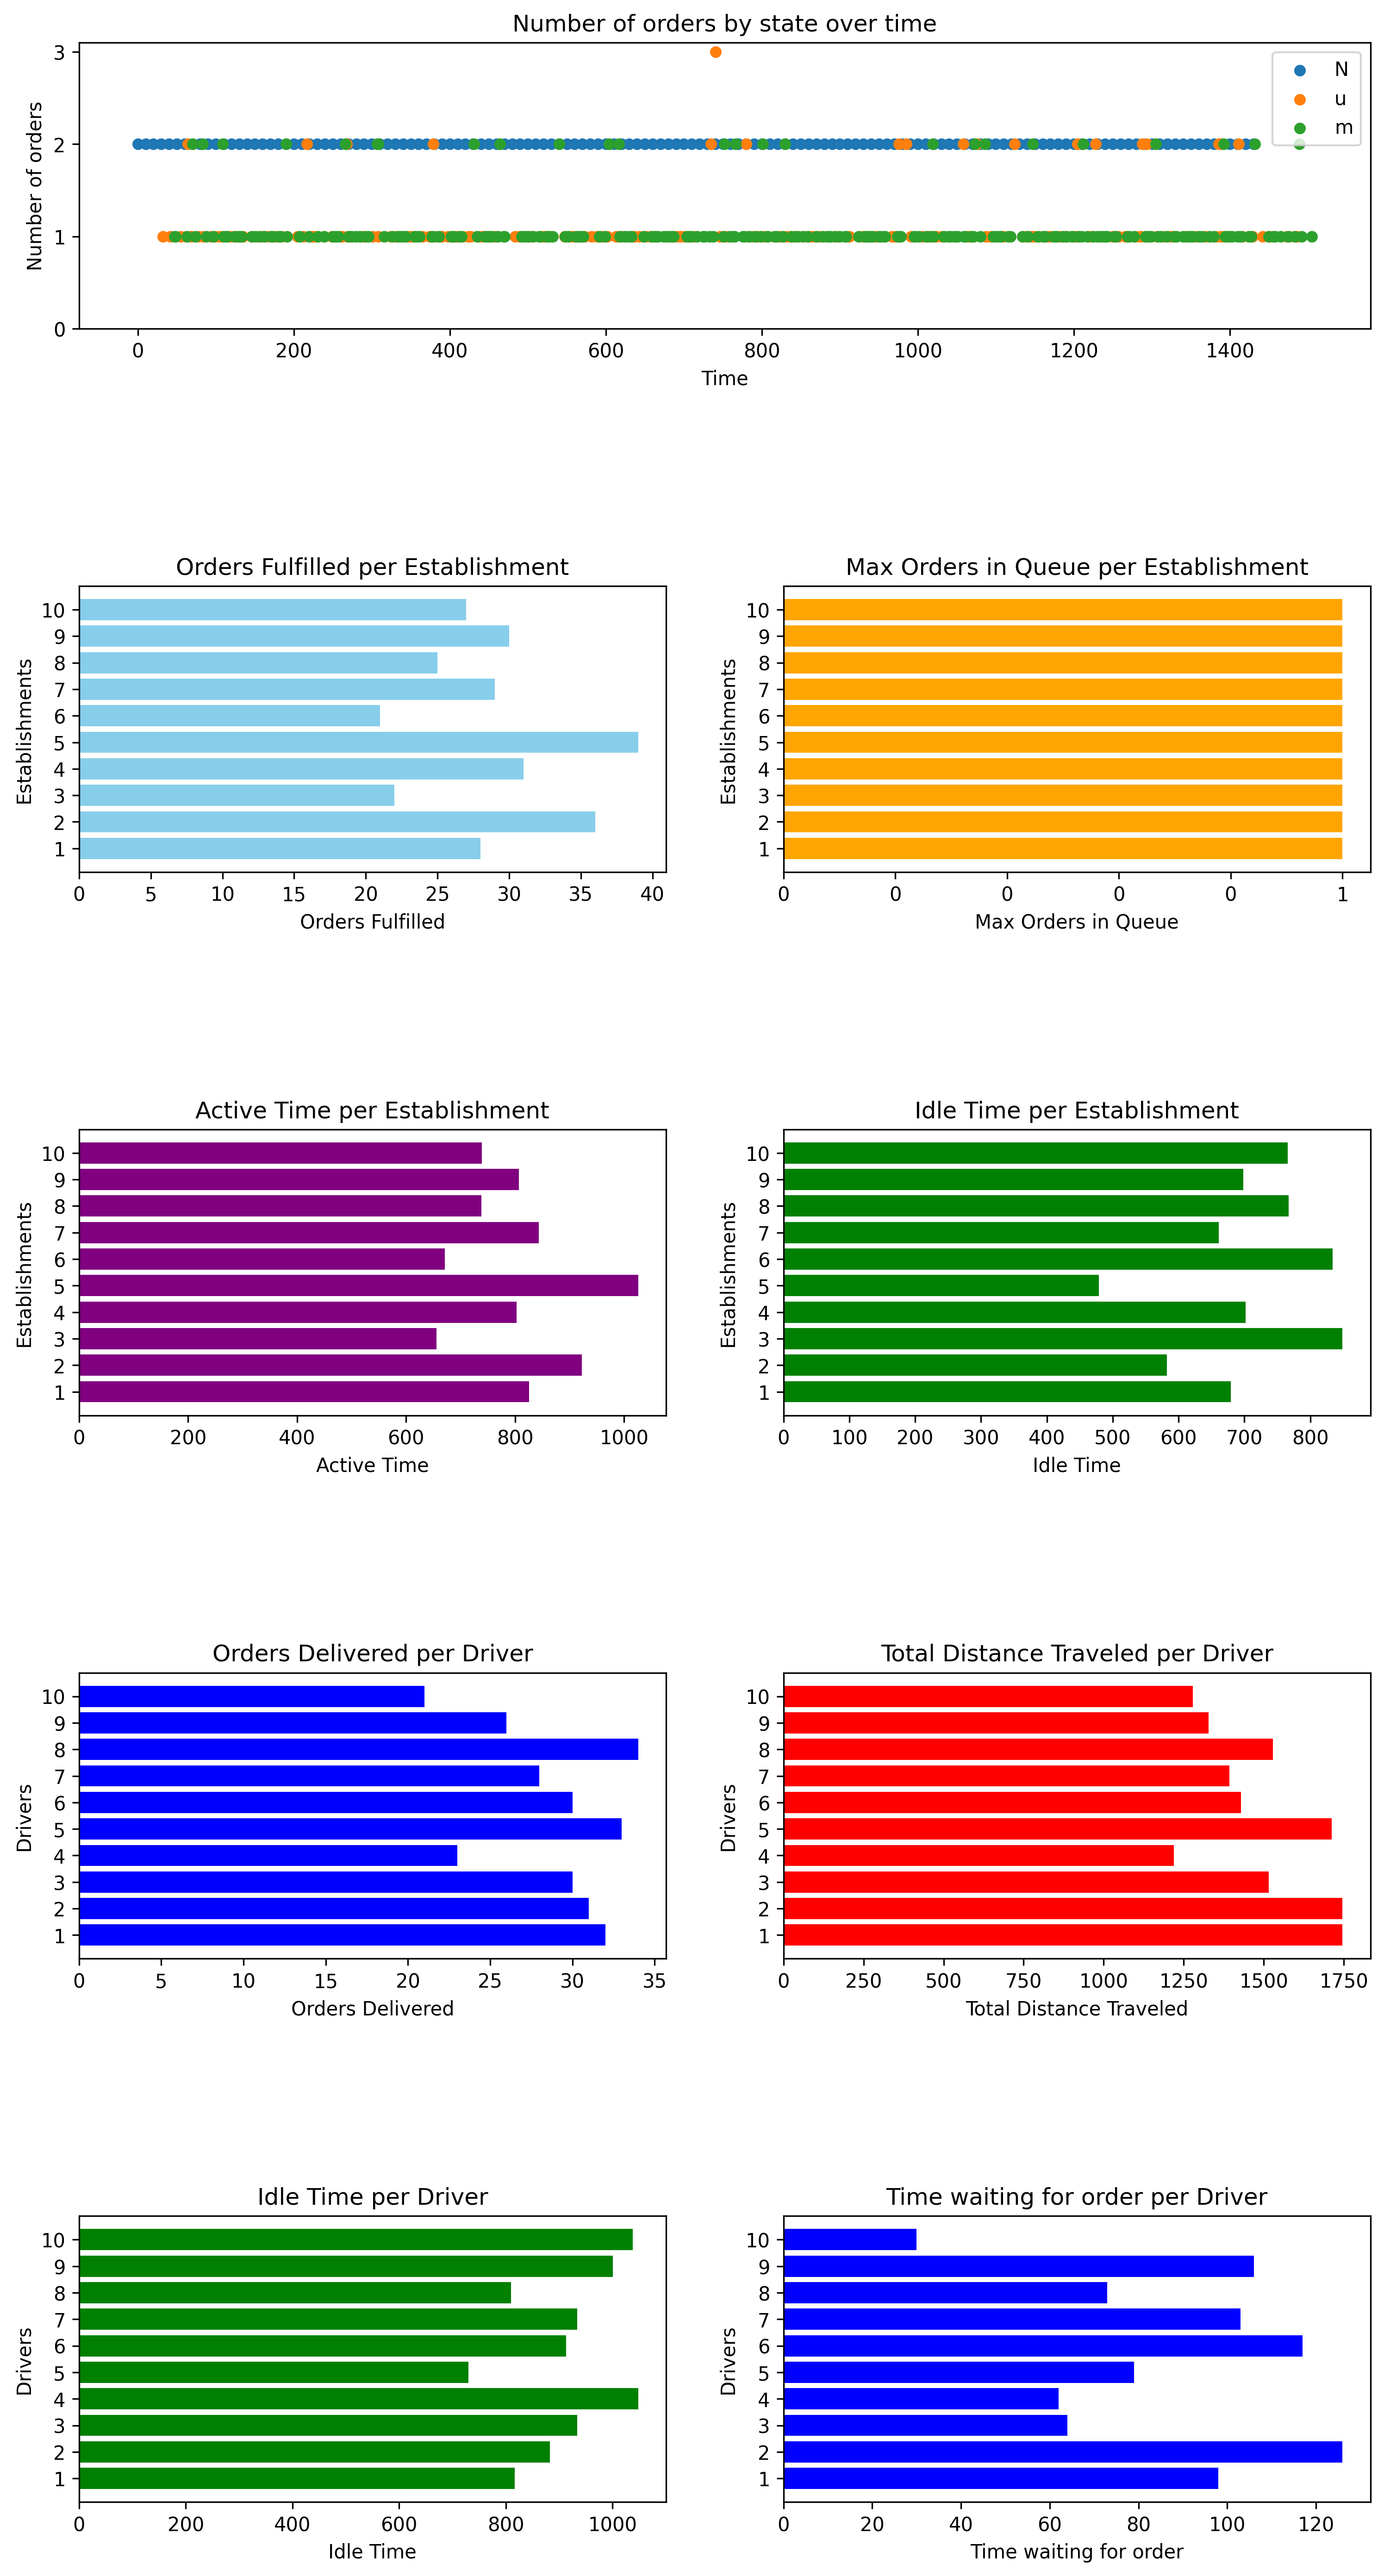 Number of orders by state over time
Number of orders
3
2
1
0
N
u
m
0 200 400 600 800 1000 1200 1400
Time
Orders Fulfilled per Establishment
Establishments
10
9
8
7
6
5
4
3
2
1
0 5 10 15 20 25 30 35 40
Orders Fulfilled
Max Orders in Queue per Establishment
Establishments
10
9
8
7
6
5
4
3
2
1
0 0 0 0 0 1
Max Orders in Queue
Active Time per Establishment
Establishments
10
9
8
7
6
5
4
3
2
1
0 200 400 600 800 1000
Active Time
Idle Time per Establishment
Establishments
10
9
8
7
6
5
4
3
2
1
0 100 200 300 400 500 600 700 800
Idle Time
Orders Delivered per Driver
Drivers
10
9
8
7
6
5
4
3
2
1
0 5 10 15 20 25 30 35
Orders Delivered
Total Distance Traveled per Driver
Drivers
10
9
8
7
6
5
4
3
2
1
0 250 500 750 1000 1250 1500 1750
Total Distance Traveled
Idle Time per Driver
Drivers
10
9
8
7
6
5
4
3
2
1
0 200 400 600 800 1000
Idle Time
Time waiting for order per Driver
Drivers
10
9
8
7
6
5
4
3
2
1
0 20 40 60 80 100 120
Time waiting for order